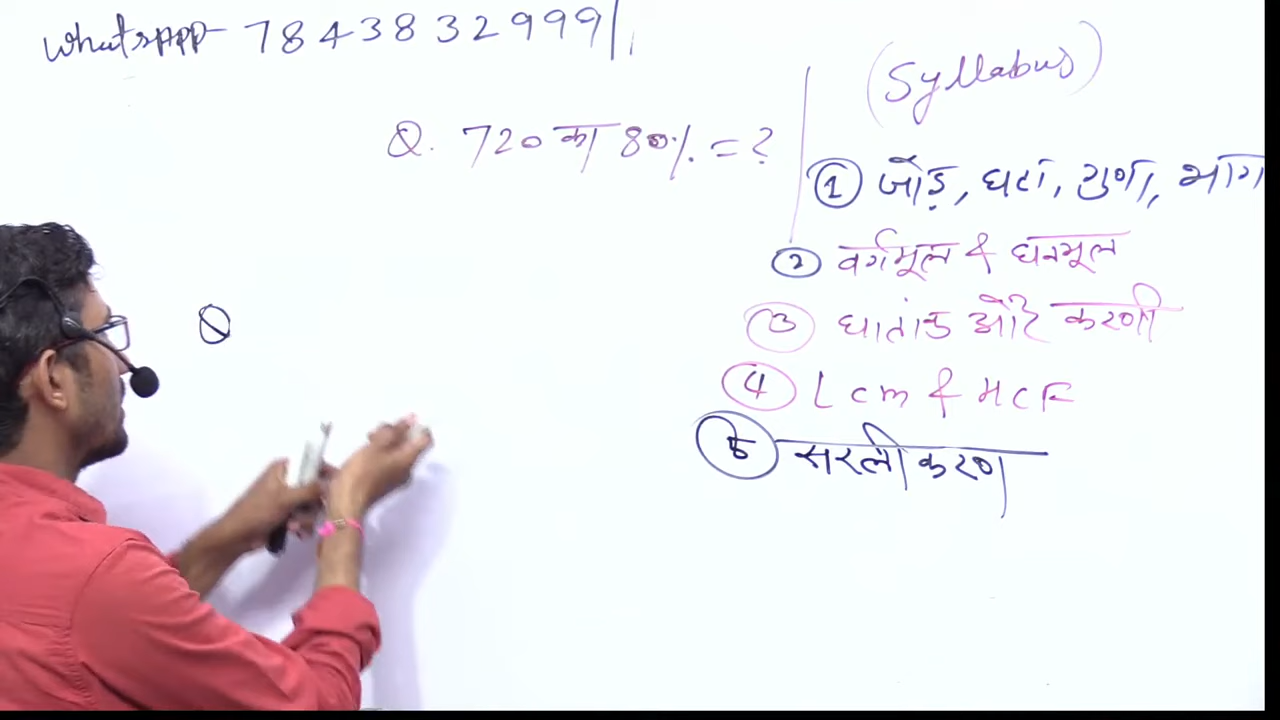 Whatsapp - 7843832999
Q. 720 का 80% = ?
(Syllabus)
① जोड़, घटा, गुणा, भाग
② वर्गमूल & घनमूल
③ घातांक और करणी
④ Lcm & HCF
⑤ सरलीकरण
Q